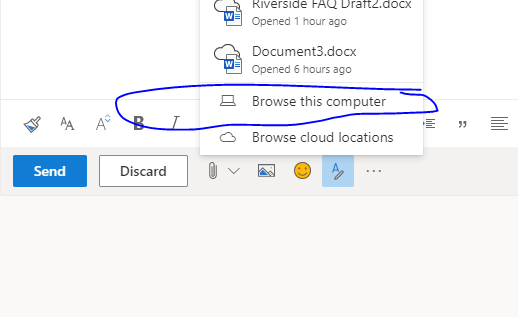 Riverside FAQ Draft2.docx
Opened 1 hour ago
Document3.docx
Opened 6 hours ago
Browse this computer
B I
Browse cloud locations
Send Discard